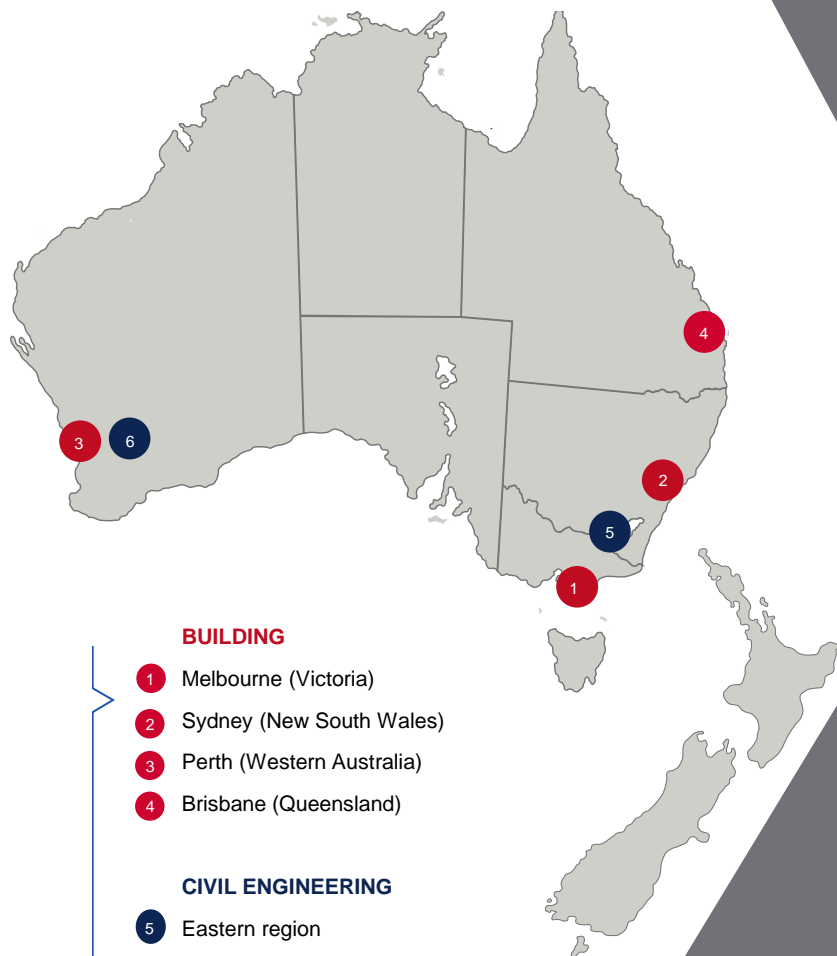 4
3
6
2
5
1
BUILDING
1 Melbourne (Victoria)
2 Sydney (New South Wales)
3 Perth (Western Australia)
4 Brisbane (Queensland)
CIVIL ENGINEERING
5 Eastern region